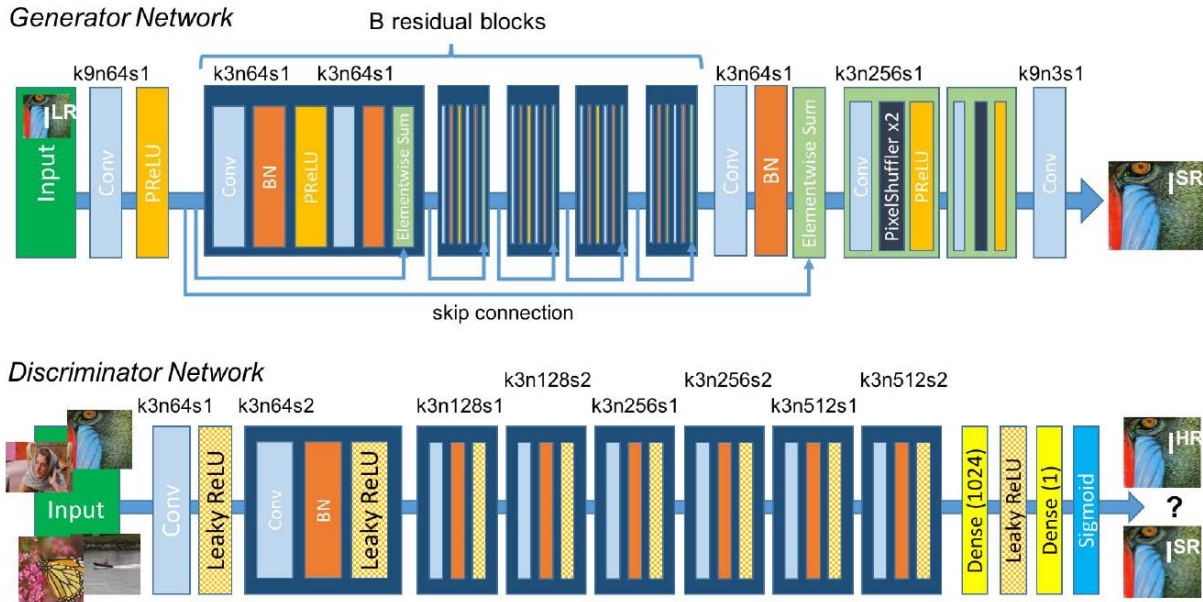 Generator Network
B residual blocks
k9n64s1
k3n64s1
k3n64s1
k3n64s1
k3n256s1
k9n3s1
I^LR
Input
Conv
PReLU
Conv
BN
PReLU
Elementwise Sum
Conv
BN
Elementwise Sum
Conv
PixelShuffler x2
PReLU
Conv
I^SR
skip connection
Discriminator Network
k3n64s1
k3n64s2
k3n128s1
k3n128s2
k3n256s1
k3n256s2
k3n512s1
k3n512s2
Input
Conv
Leaky ReLU
Conv
BN
Leaky ReLU
Dense (1024)
Leaky ReLU
Dense (1)
Sigmoid
I^HR
?
I^SR